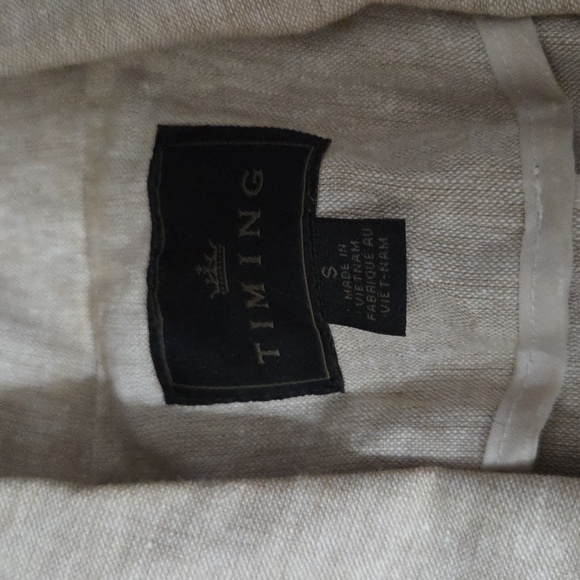 TIMING
S
MADE IN
VIETNAM
FABRIQUE AU
VIET-NAM